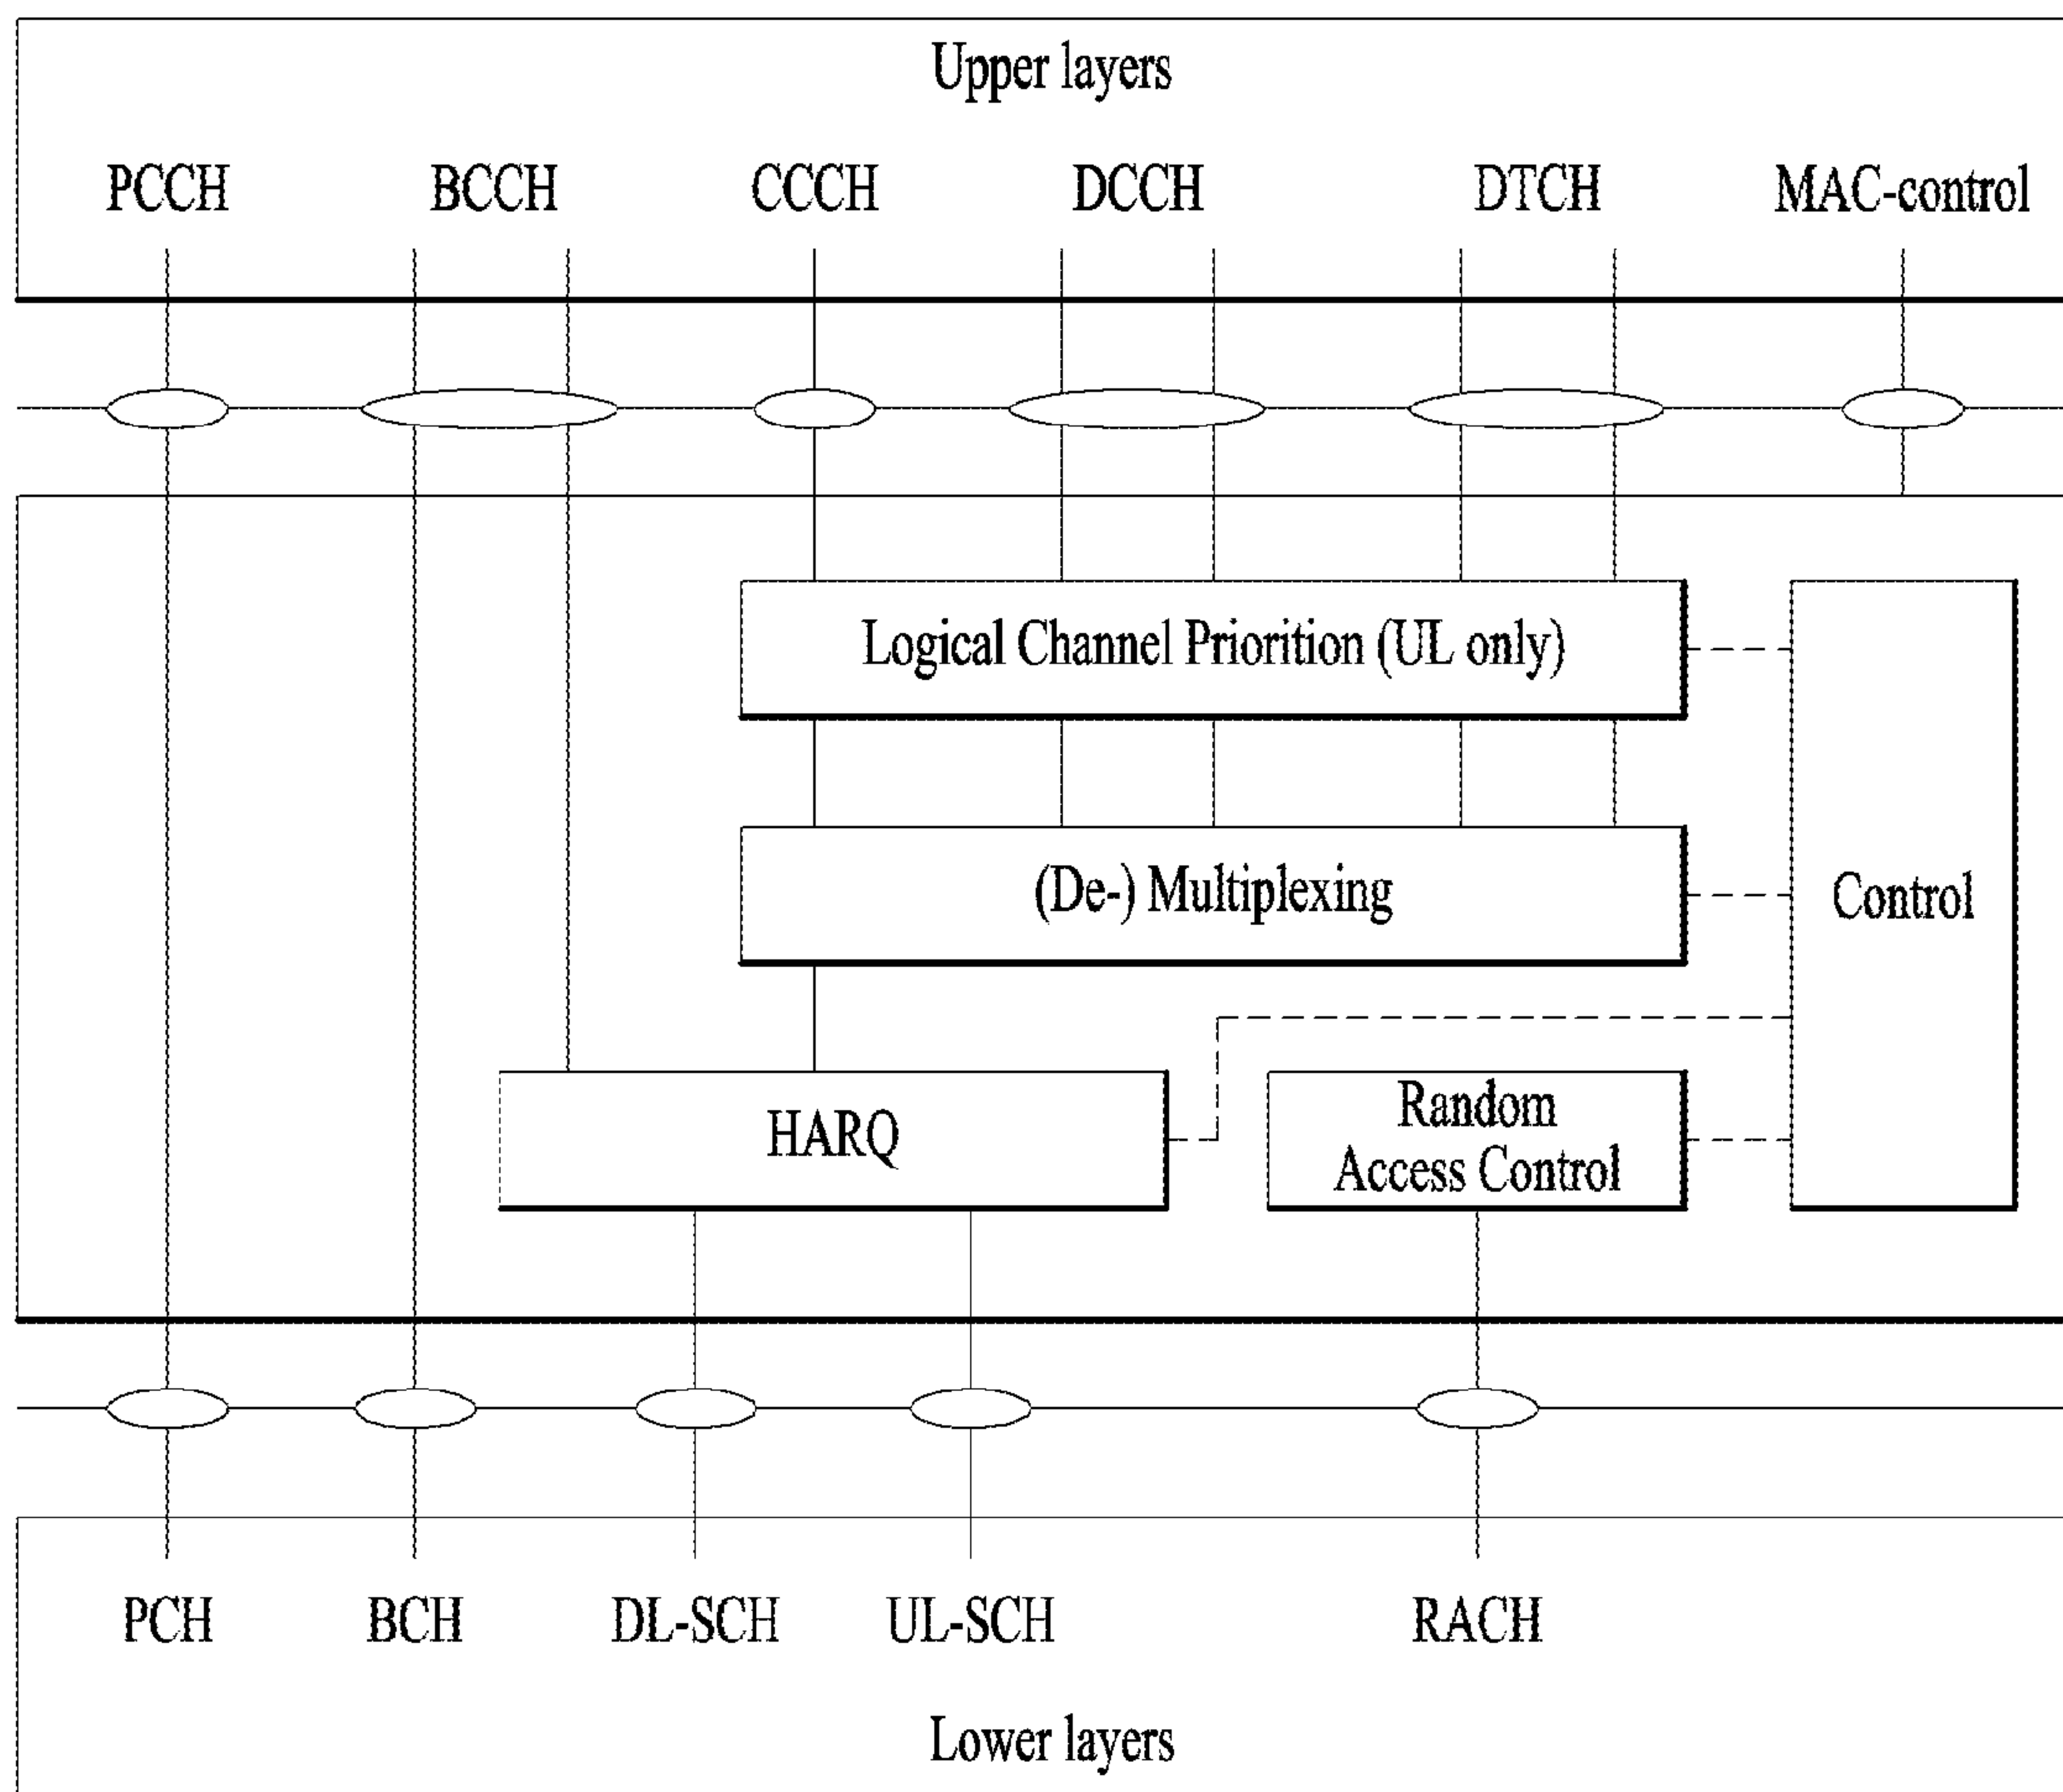 Upper layers
PCCH BCCH CCCH DCCH DTCH MAC-control
Logical Channel Priorition (UL only)
(De-) Multiplexing
Control
HARQ
Random
Access Control
PCH BCH DL-SCH UL-SCH RACH
Lower layers